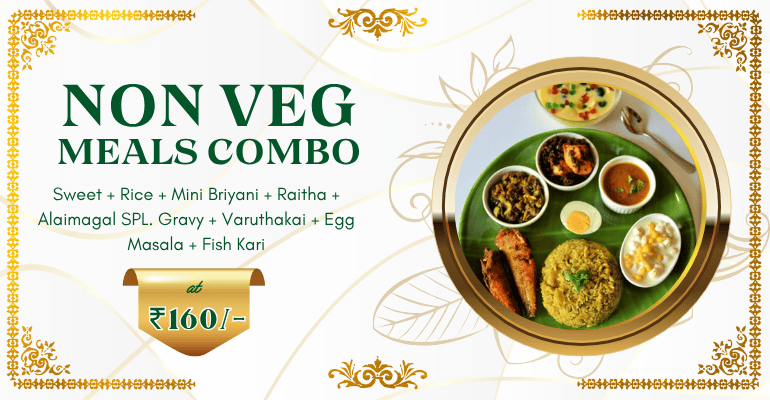 NON VEG
MEALS COMBO
Sweet + Rice + Mini Briyani + Raitha +
Alaimagal SPL. Gravy + Varuthakai + Egg
Masala + Fish Kari
at
₹160/-